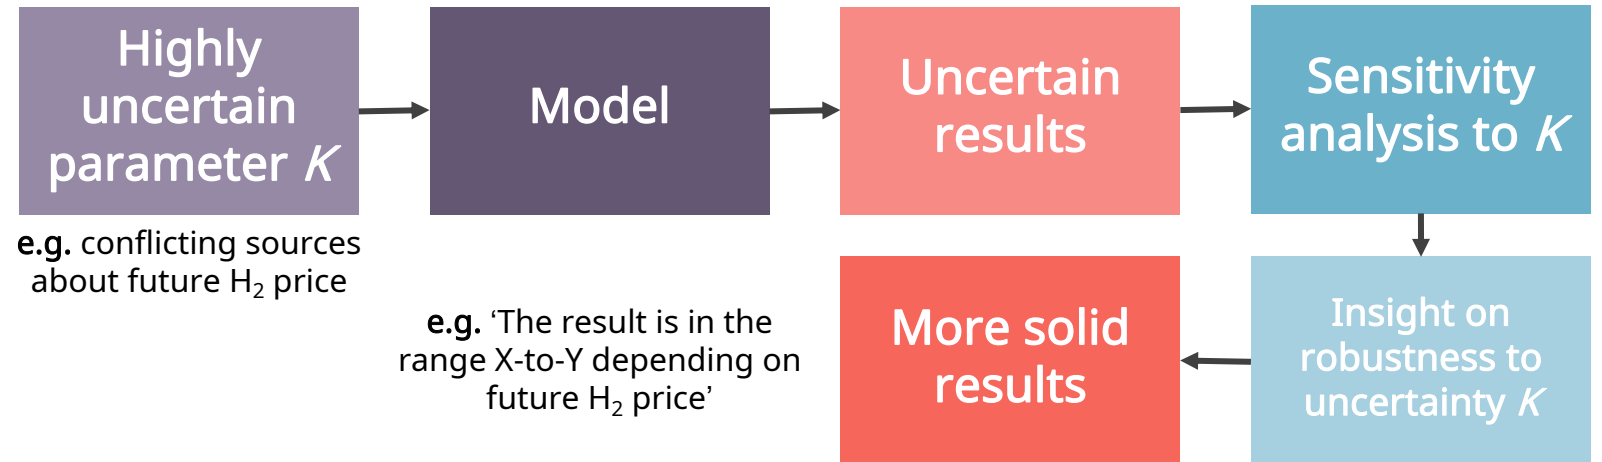 Highly
uncertain
parameter K
Model
Uncertain
results
Sensitivity
analysis to K
e.g. conflicting sources
about future H₂ price
e.g. ‘The result is in the
range X-to-Y depending on
future H₂ price’
More solid
results
Insight on
robustness to
uncertainty K